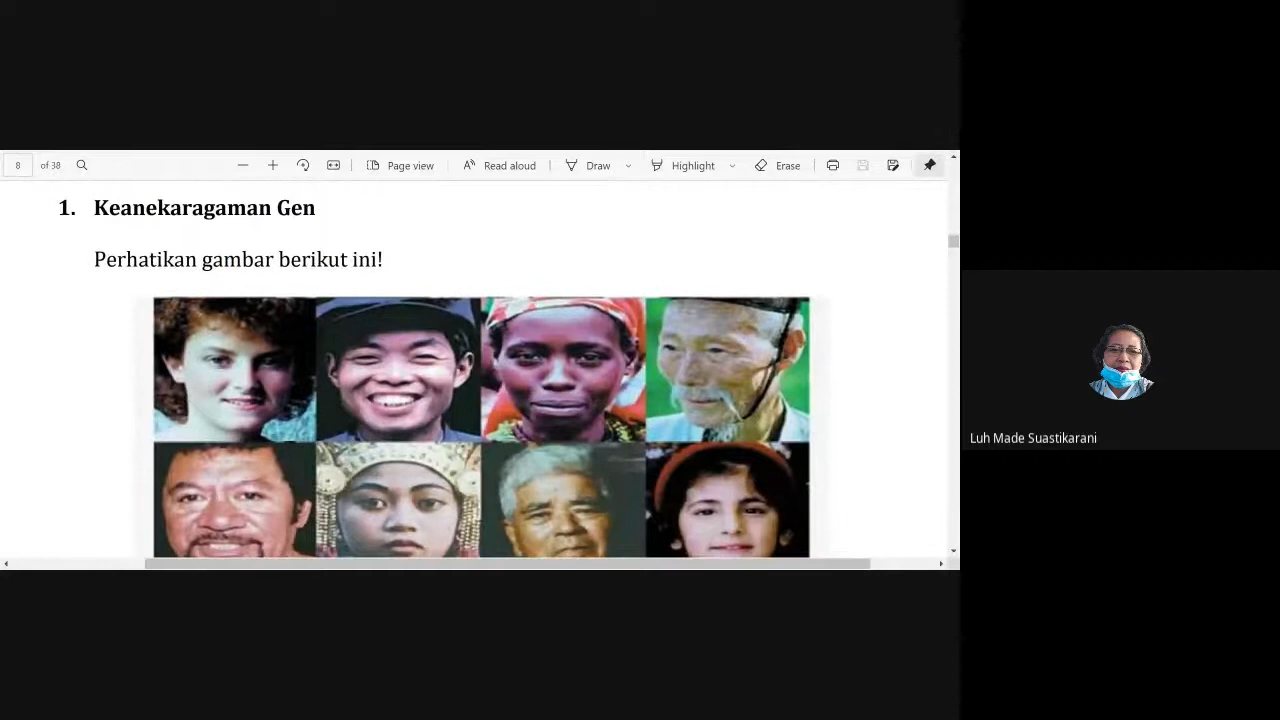 8 of 38 Page view Read aloud Draw Highlight Erase
1. Keanekaragaman Gen
Perhatikan gambar berikut ini!
Luh Made Suastikarani